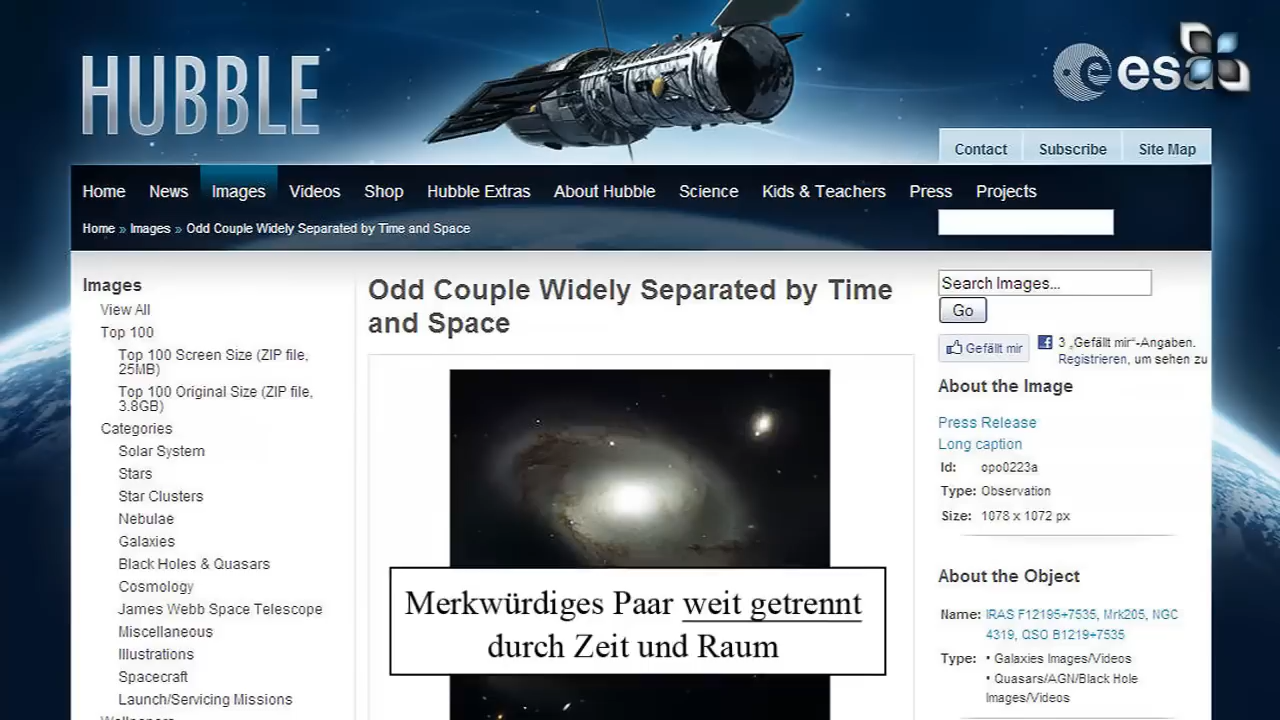 HUBBLE
esa
Contact Subscribe Site Map
Home News Images Videos Shop Hubble Extras About Hubble Science Kids & Teachers Press Projects
Home » Images » Odd Couple Widely Separated by Time and Space
Images
View All
Top 100
Top 100 Screen Size (ZIP file,
25MB)
Top 100 Original Size (ZIP file,
3.8GB)
Categories
Solar System
Stars
Star Clusters
Nebulae
Galaxies
Black Holes & Quasars
Cosmology
James Webb Space Telescope
Miscellaneous
Illustrations
Spacecraft
Launch/Servicing Missions
Odd Couple Widely Separated by Time
and Space
Merkwürdiges Paar weit getrennt
durch Zeit und Raum
Search Images...
Go
Gefällt mir
3 „Gefällt mir“-Angaben.
Registrieren, um sehen zu
About the Image
Press Release
Long caption
Id: opo0223a
Type: Observation
Size: 1078 x 1072 px
About the Object
Name: IRAS F12195+7535, Mrk205, NGC
4319, QSO B1219+7535
Type: • Galaxies Images/Videos
• Quasars/AGN/Black Hole
Images/Videos